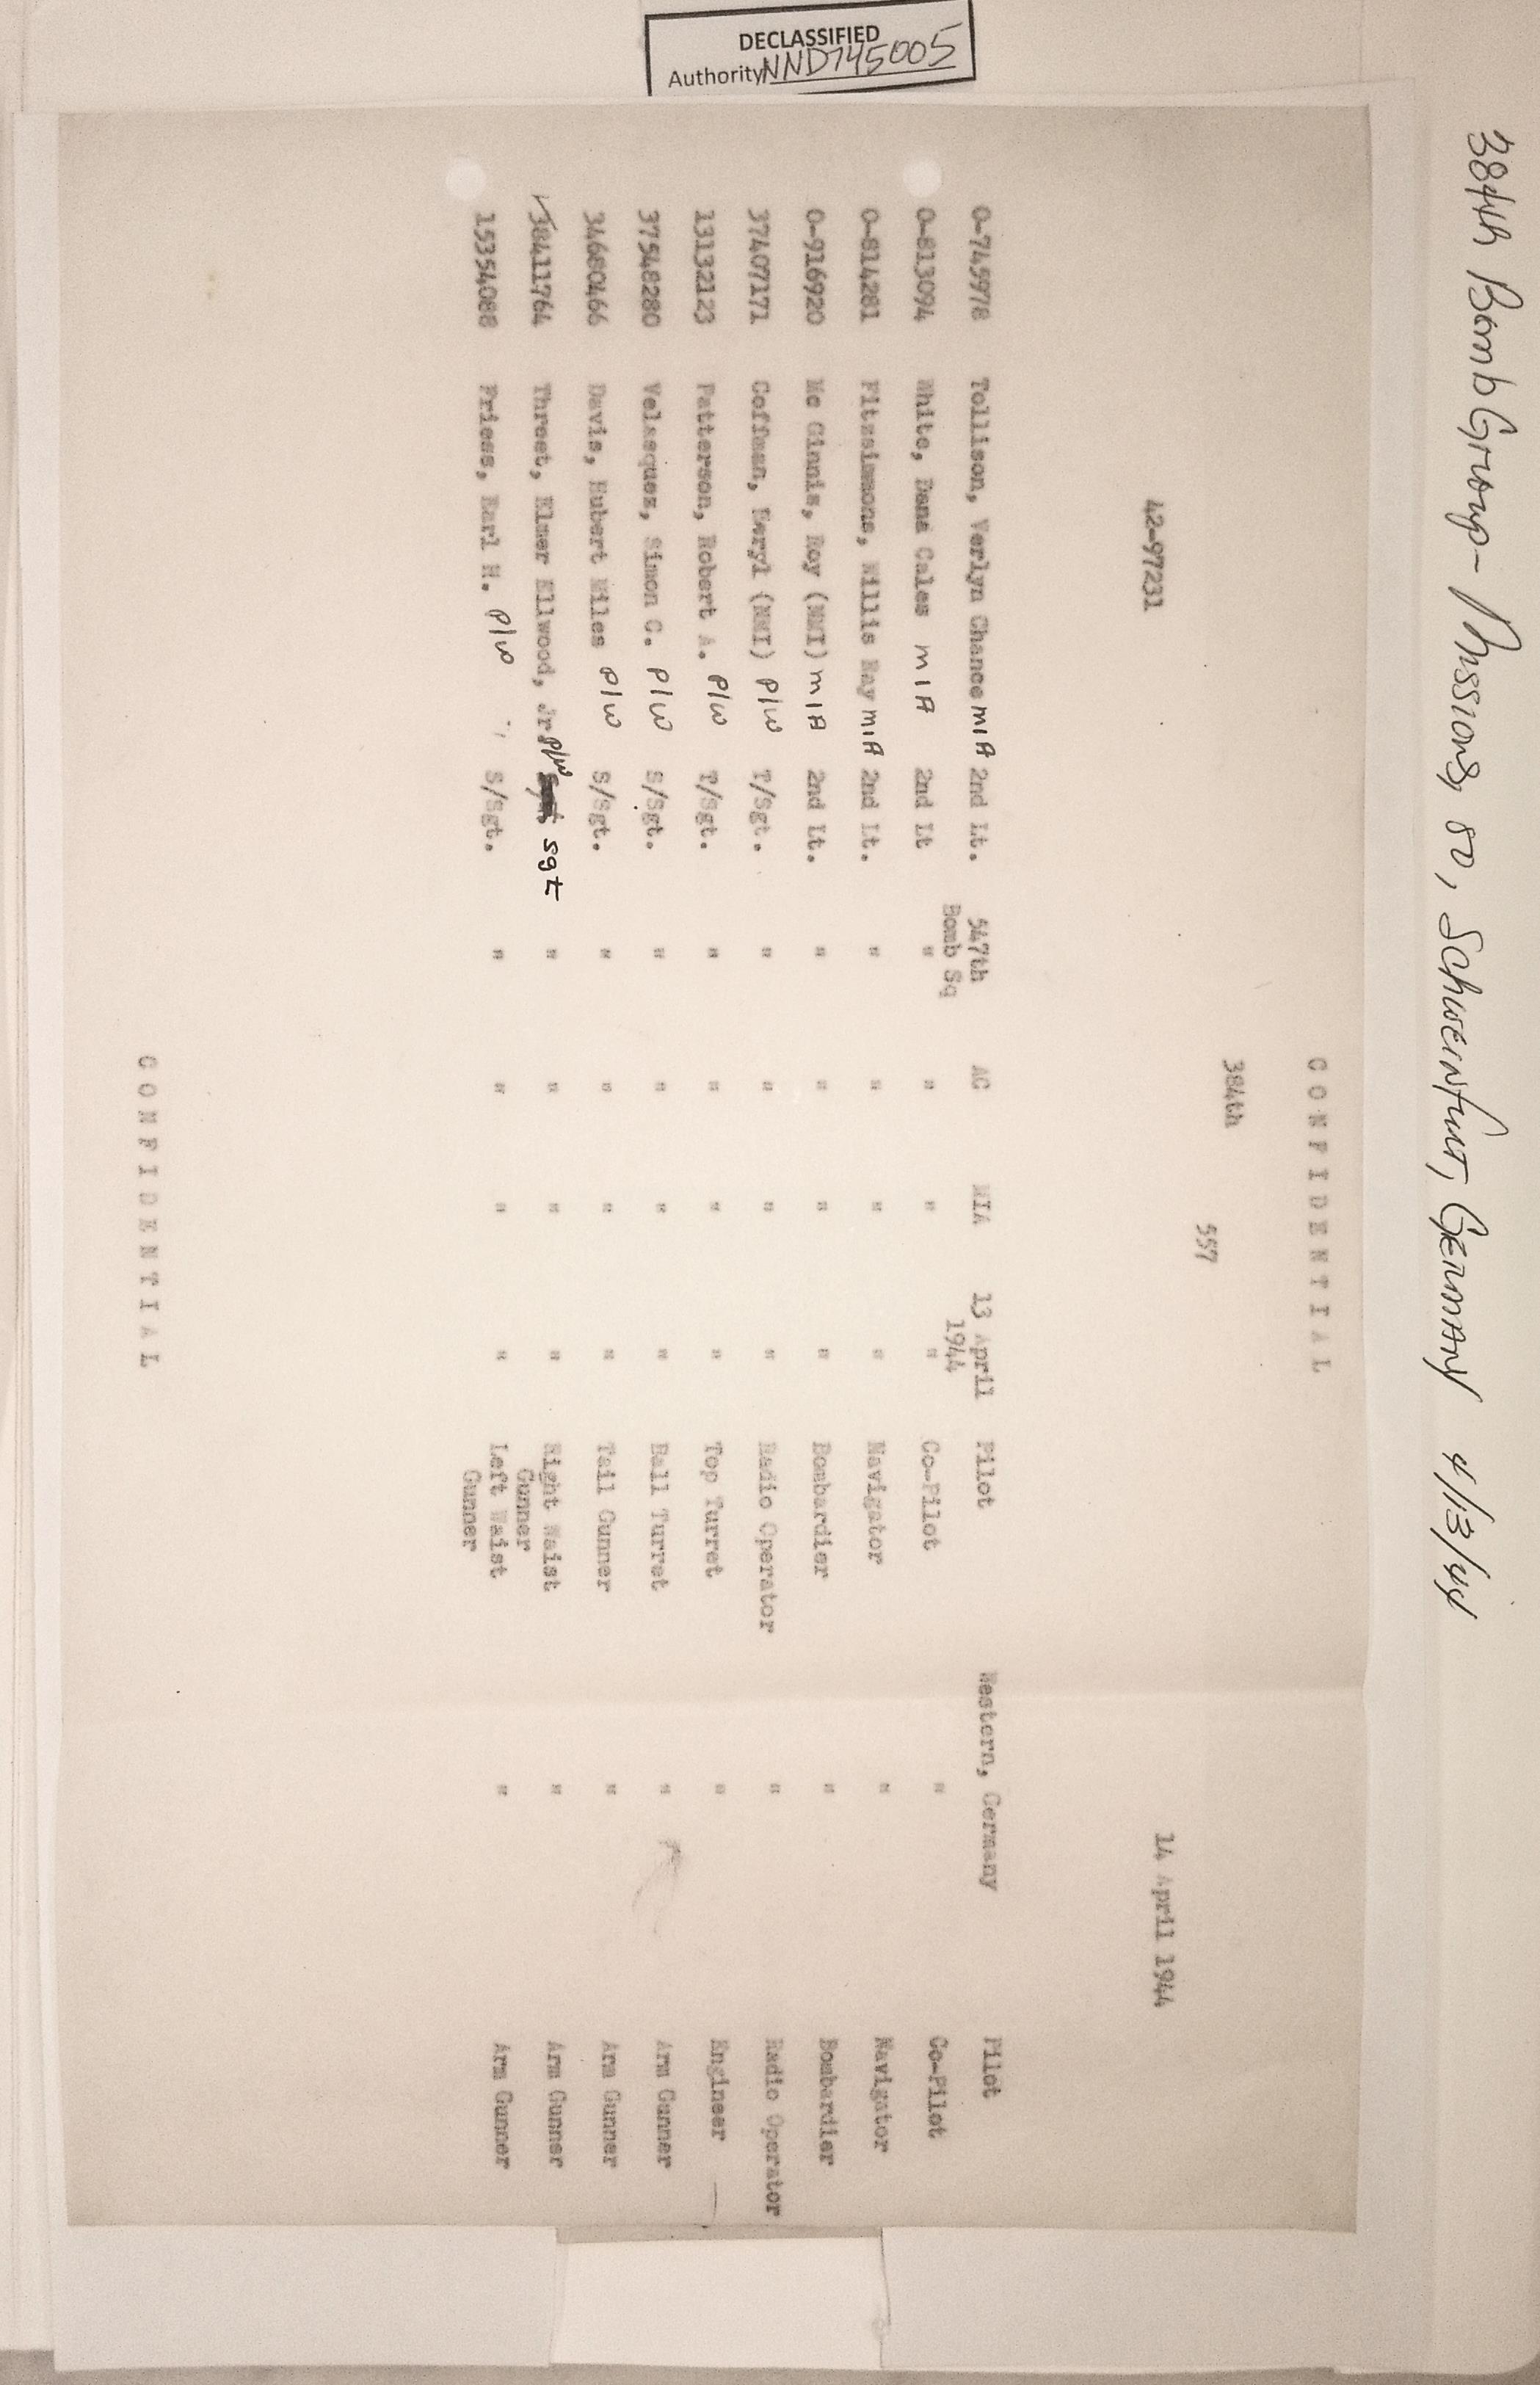 DECLASSIFIED
Authority NND745005
384th Bomb Group - Mission 80, Schweinfurt, Germany 4/13/44
CONFIDENTIAL
384th
557
42-97231 14 April 1944
0-745978 Tollison, Verlyn Chance MIA 2nd Lt. 547th Bomb Sq AC MIA 13 April 1944 Pilot Western, Germany Pilot
0-813094 White, Dana Cales MIA 2nd Lt " " " " Co-Pilot " Co-Pilot
0-814281 Fitzsimmons, Willis Ray MIA 2nd Lt. " " " " Navigator " Navigator
0-916920 Mc Ginnis, Roy (NMI) MIA 2nd Lt. " " " " Bombardier " Bombardier
37407171 Coffman, Beryl (NMI) P/W T/Sgt. " " " " Radio Operator " Radio Operator
13132123 Patterson, Robert A. P/W T/Sgt. " " " " Top Turret " Engineer
37548280 Velasquez, Simon C. P/W S/Sgt. " " " " Ball Turret " Arm Gunner
34680466 Davis, Hubert Miles P/W S/Sgt. " " " " Tail Gunner " Arm Gunner
38411764 Threet, Elmer Ellwood, Jr P/W Sgt " " " " Right Waist Gunner " Arm Gunner
15354088 Friess, Earl H. P/W S/Sgt. " " " " Left Waist Gunner " Arm Gunner
CONFIDENTIAL